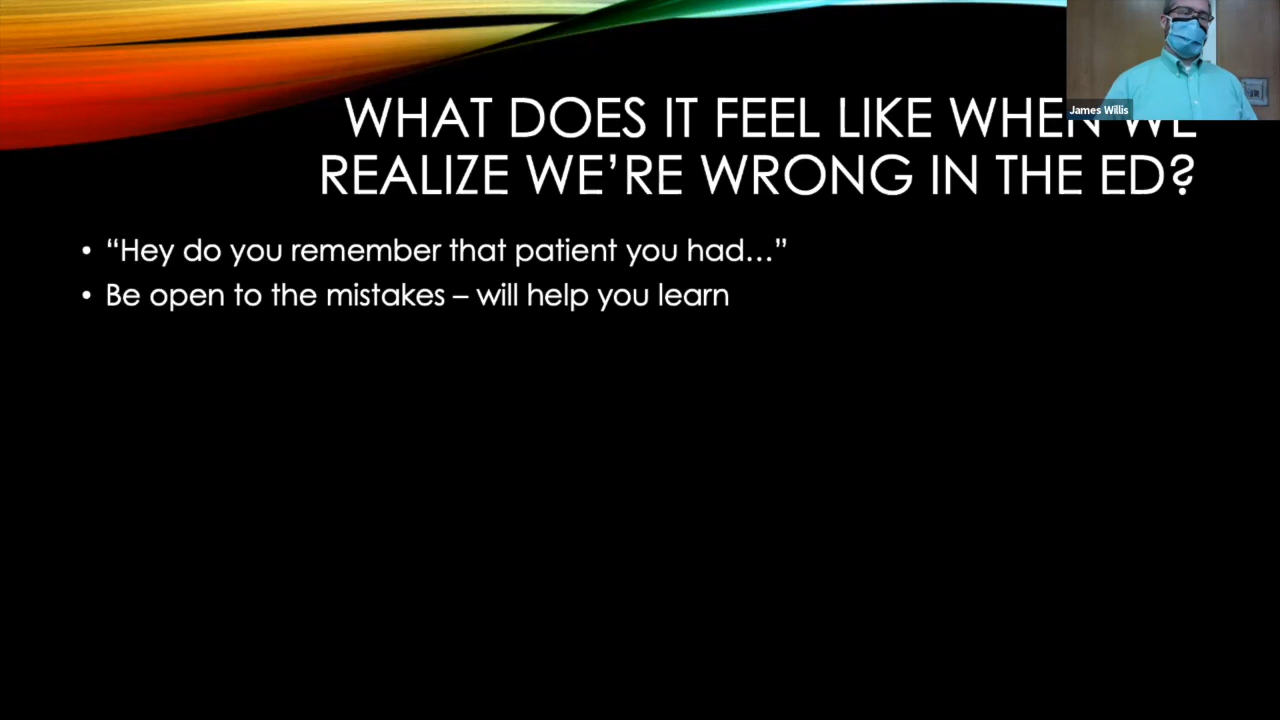 James Willis
WHAT DOES IT FEEL LIKE WHEN WE
REALIZE WE’RE WRONG IN THE ED?
• “Hey do you remember that patient you had…”
• Be open to the mistakes – will help you learn